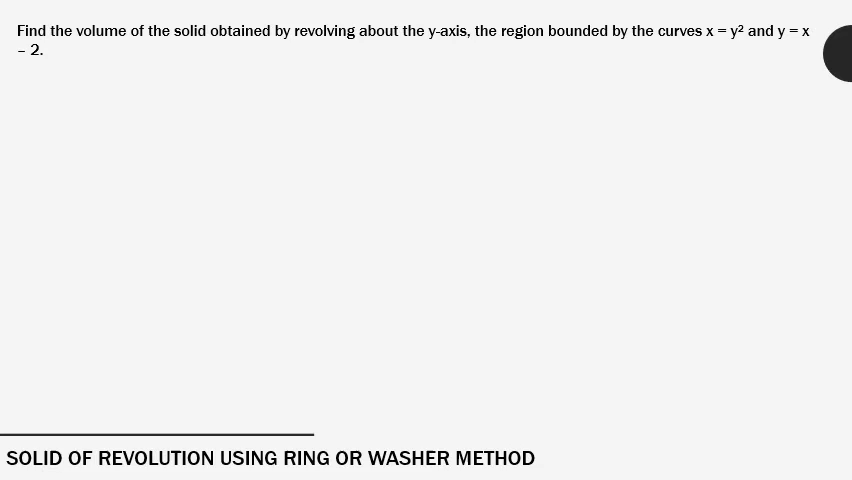 Find the volume of the solid obtained by revolving about the y-axis, the region bounded by the curves x = y² and y = x
– 2.
SOLID OF REVOLUTION USING RING OR WASHER METHOD